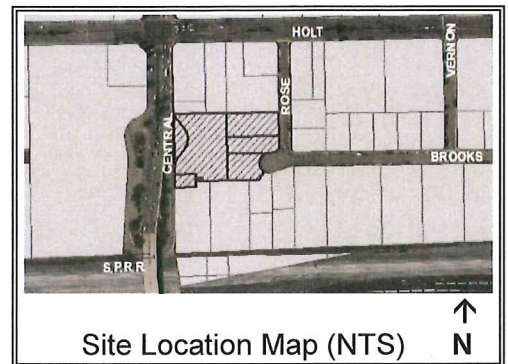 HOLT
VERNON
ROSE
CENTRAL
BROOKS
S.P.R.R.
Site Location Map (NTS)
N